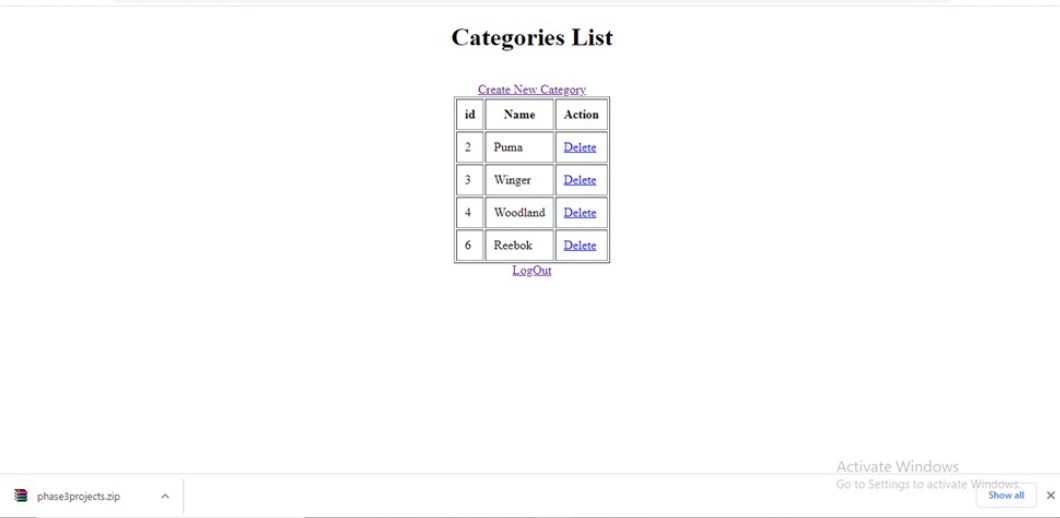 Categories List
Create New Category
id Name Action
2 Puma Delete
3 Winger Delete
4 Woodland Delete
6 Reebok Delete
LogOut
Activate Windows
Go to Settings to activate Windows.
phase3projects.zip
Show all